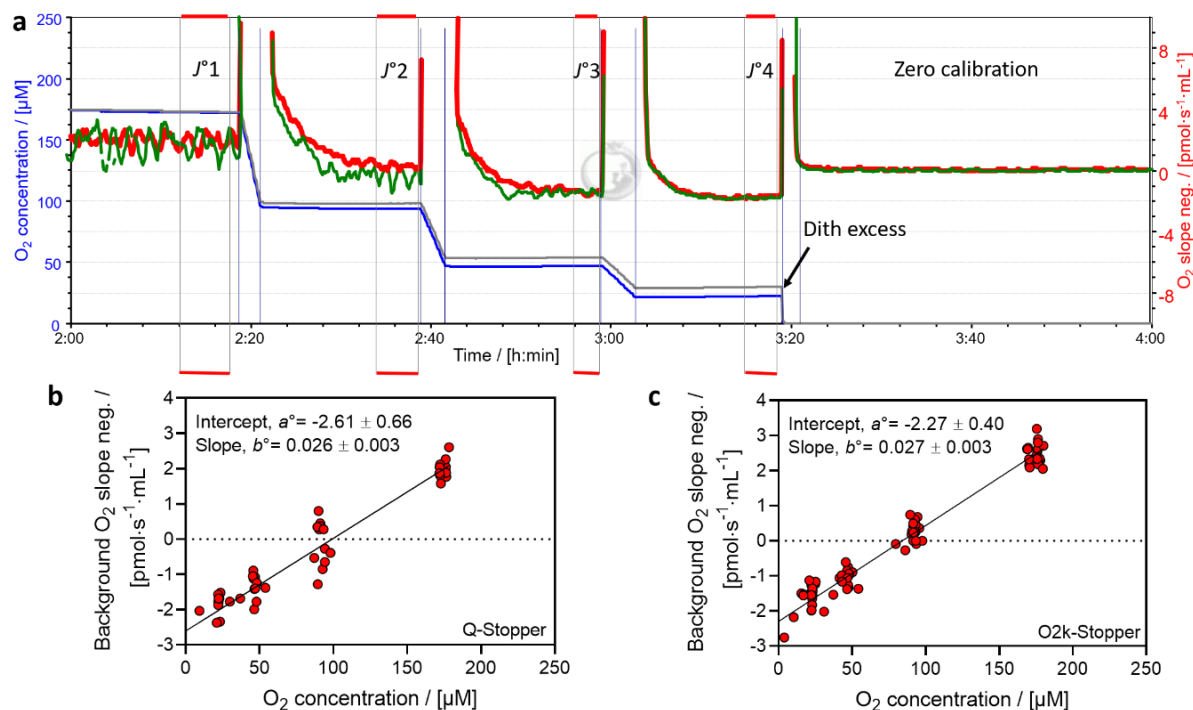 a
250
200
150
100
50
0
O₂ concentration / [µM]
J°1
J°2
J°3
J°4
Zero calibration
Dith excess
8
4
0
-4
-8
O₂ slope neg. / [pmol·s⁻¹·mL⁻¹]
2:00
2:20
2:40
3:00
3:20
3:40
4:00
Time / [h:min]
b
Background O₂ slope neg. /
[pmol·s⁻¹·mL⁻¹]
4
3
2
1
0
-1
-2
-3
Intercept, a°= -2.61 ± 0.66
Slope, b°= 0.026 ± 0.003
Q-Stopper
0
50
100
150
200
250
O₂ concentration / [µM]
c
Background O₂ slope neg. /
[pmol·s⁻¹·mL⁻¹]
4
3
2
1
0
-1
-2
-3
Intercept, a°= -2.27 ± 0.40
Slope, b°= 0.027 ± 0.003
O2k-Stopper
0
50
100
150
200
250
O₂ concentration / [µM]